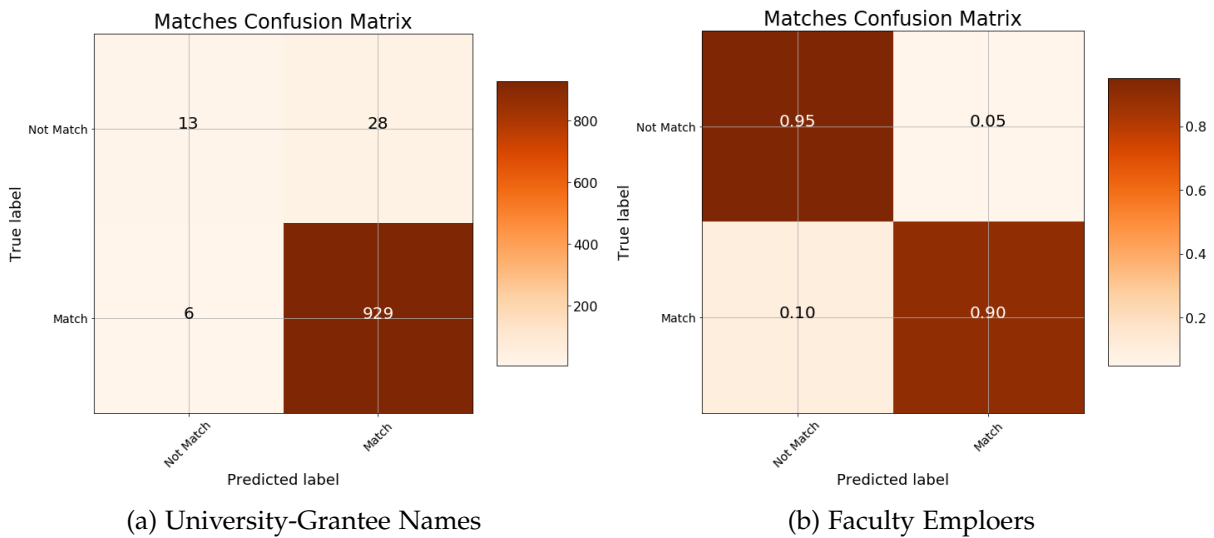 Matches Confusion Matrix
Not Match
Match
True label
13
28
6
929
Not Match
Match
Predicted label
800
600
400
200
(a) University-Grantee Names
Matches Confusion Matrix
Not Match
Match
True label
0.95
0.05
0.10
0.90
Not Match
Match
Predicted label
0.8
0.6
0.4
0.2
(b) Faculty Emploers